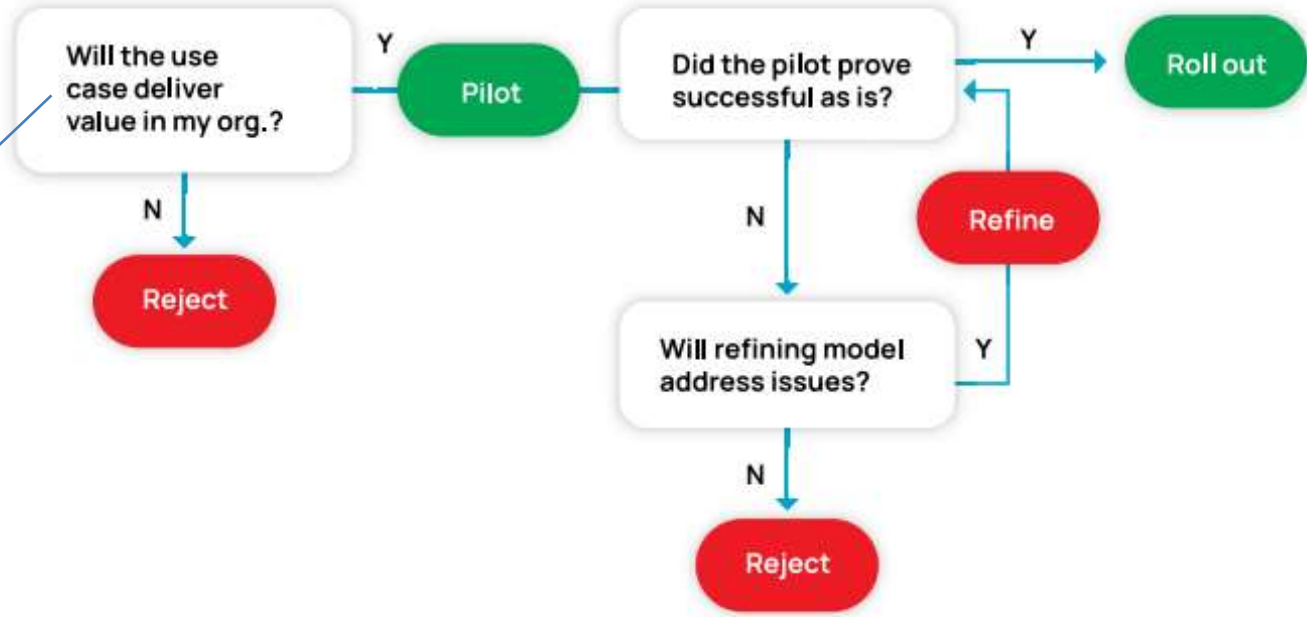 Will the use
case deliver
value in my org.?
Y
Pilot
Did the pilot prove
successful as is?
Y
Roll out
N
Reject
N
Refine
Will refining model
address issues?
Y
N
Reject